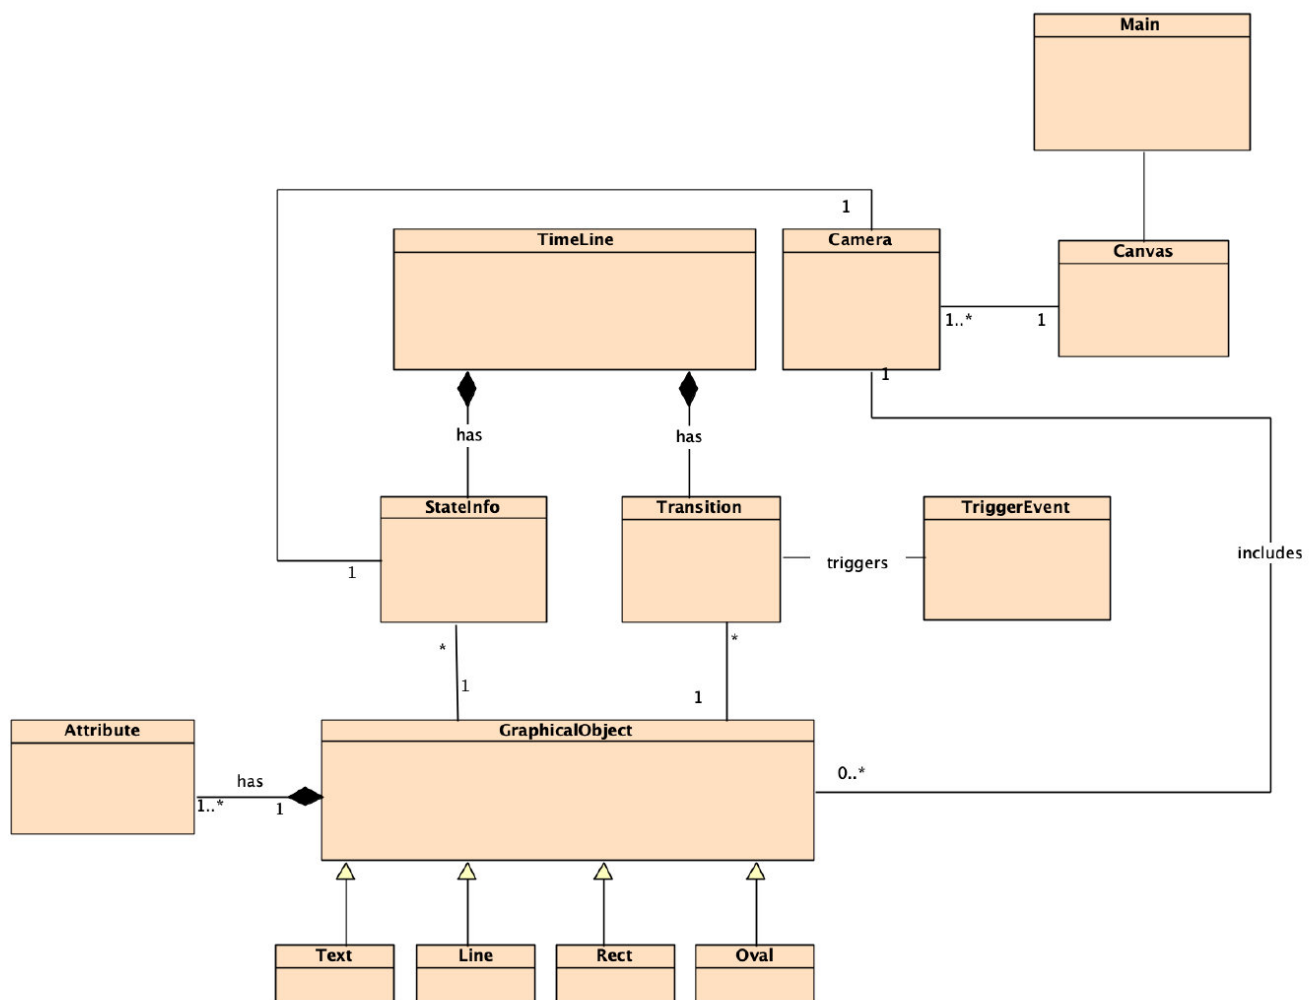 Main
1
TimeLine
Camera
Canvas
1..*
1
1
has
has
StateInfo
Transition
TriggerEvent
triggers
includes
1
*
*
1
1
Attribute
GraphicalObject
has
0..*
1..*
1
Text
Line
Rect
Oval